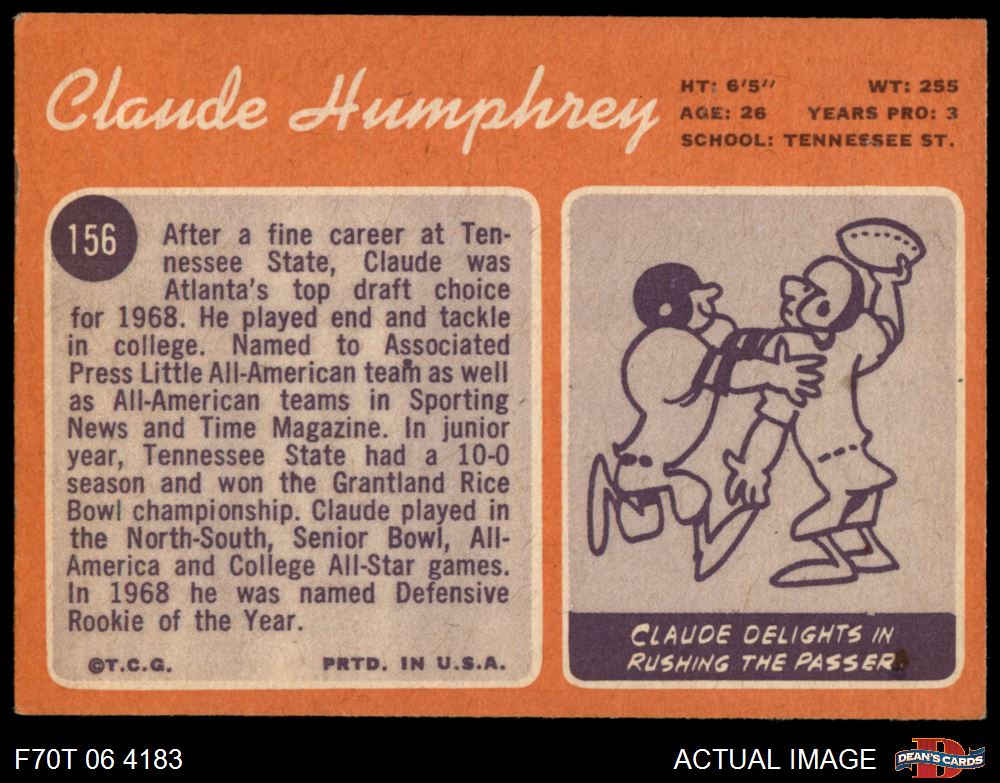 Claude Humphrey
HT: 6'5" WT: 255
AGE: 26 YEARS PRO: 3
SCHOOL: TENNESSEE ST.
156
After a fine career at Ten-
nessee State, Claude was
Atlanta's top draft choice
for 1968. He played end and tackle
in college. Named to Associated
Press Little All-American team as well
as All-American teams in Sporting
News and Time Magazine. In junior
year, Tennessee State had a 10-0
season and won the Grantland Rice
Bowl championship. Claude played in
the North-South, Senior Bowl, All-
America and College All-Star games.
In 1968 he was named Defensive
Rookie of the Year.
©T.C.G. PRTD. IN U.S.A.
CLAUDE DELIGHTS IN
RUSHING THE PASSER
F70T 06 4183
ACTUAL IMAGE
D
DEAN'S CARDS